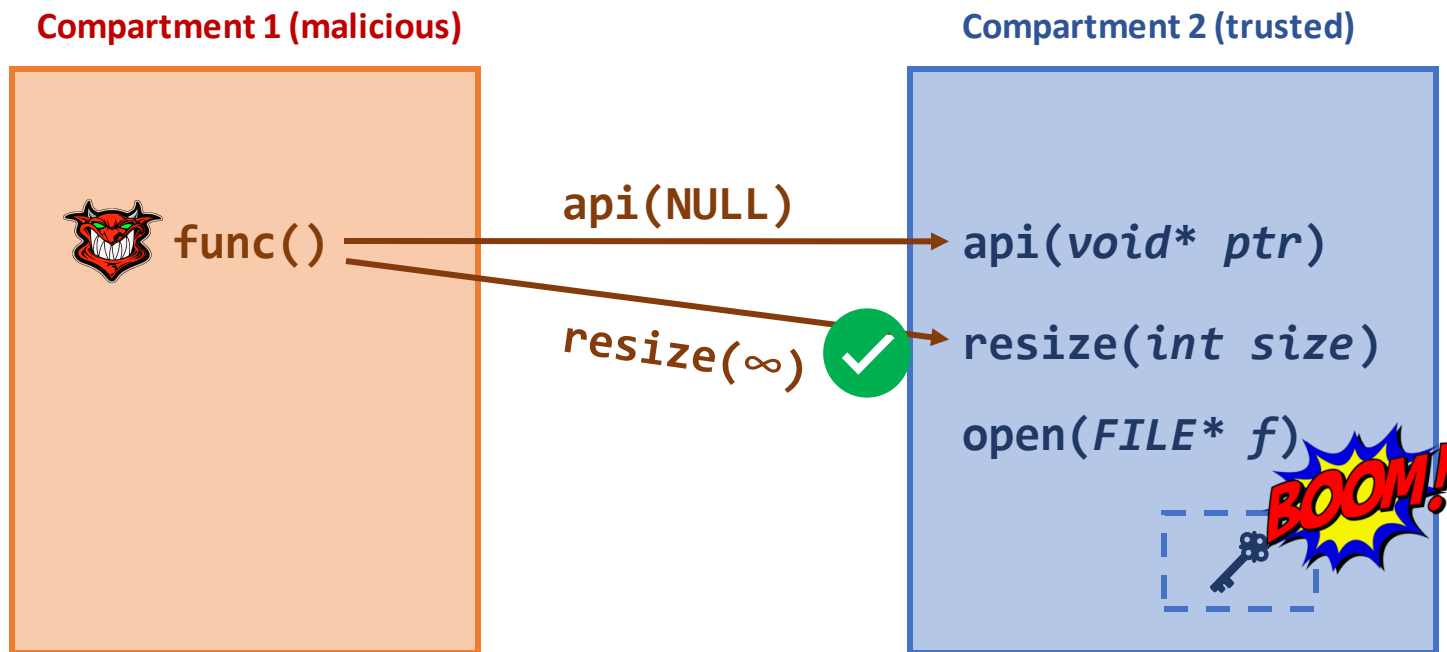 Compartment 1 (malicious)
Compartment 2 (trusted)
func()
api(NULL)
api(void* ptr)
resize(∞)
resize(int size)
open(FILE* f)
BOOM!